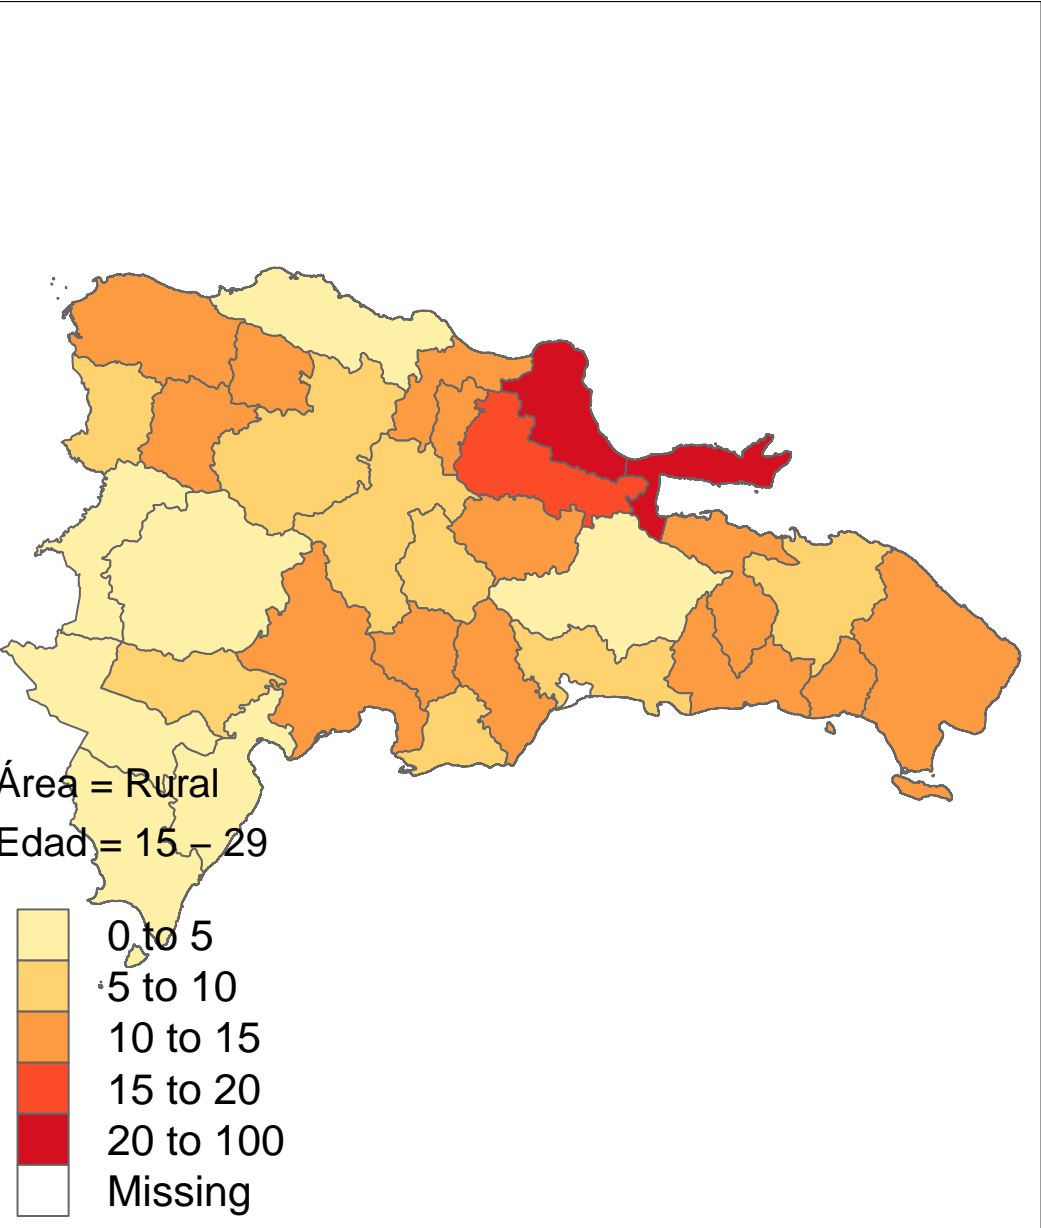 Área = Rural
Edad = 15 – 29
0 to 5
5 to 10
10 to 15
15 to 20
20 to 100
Missing